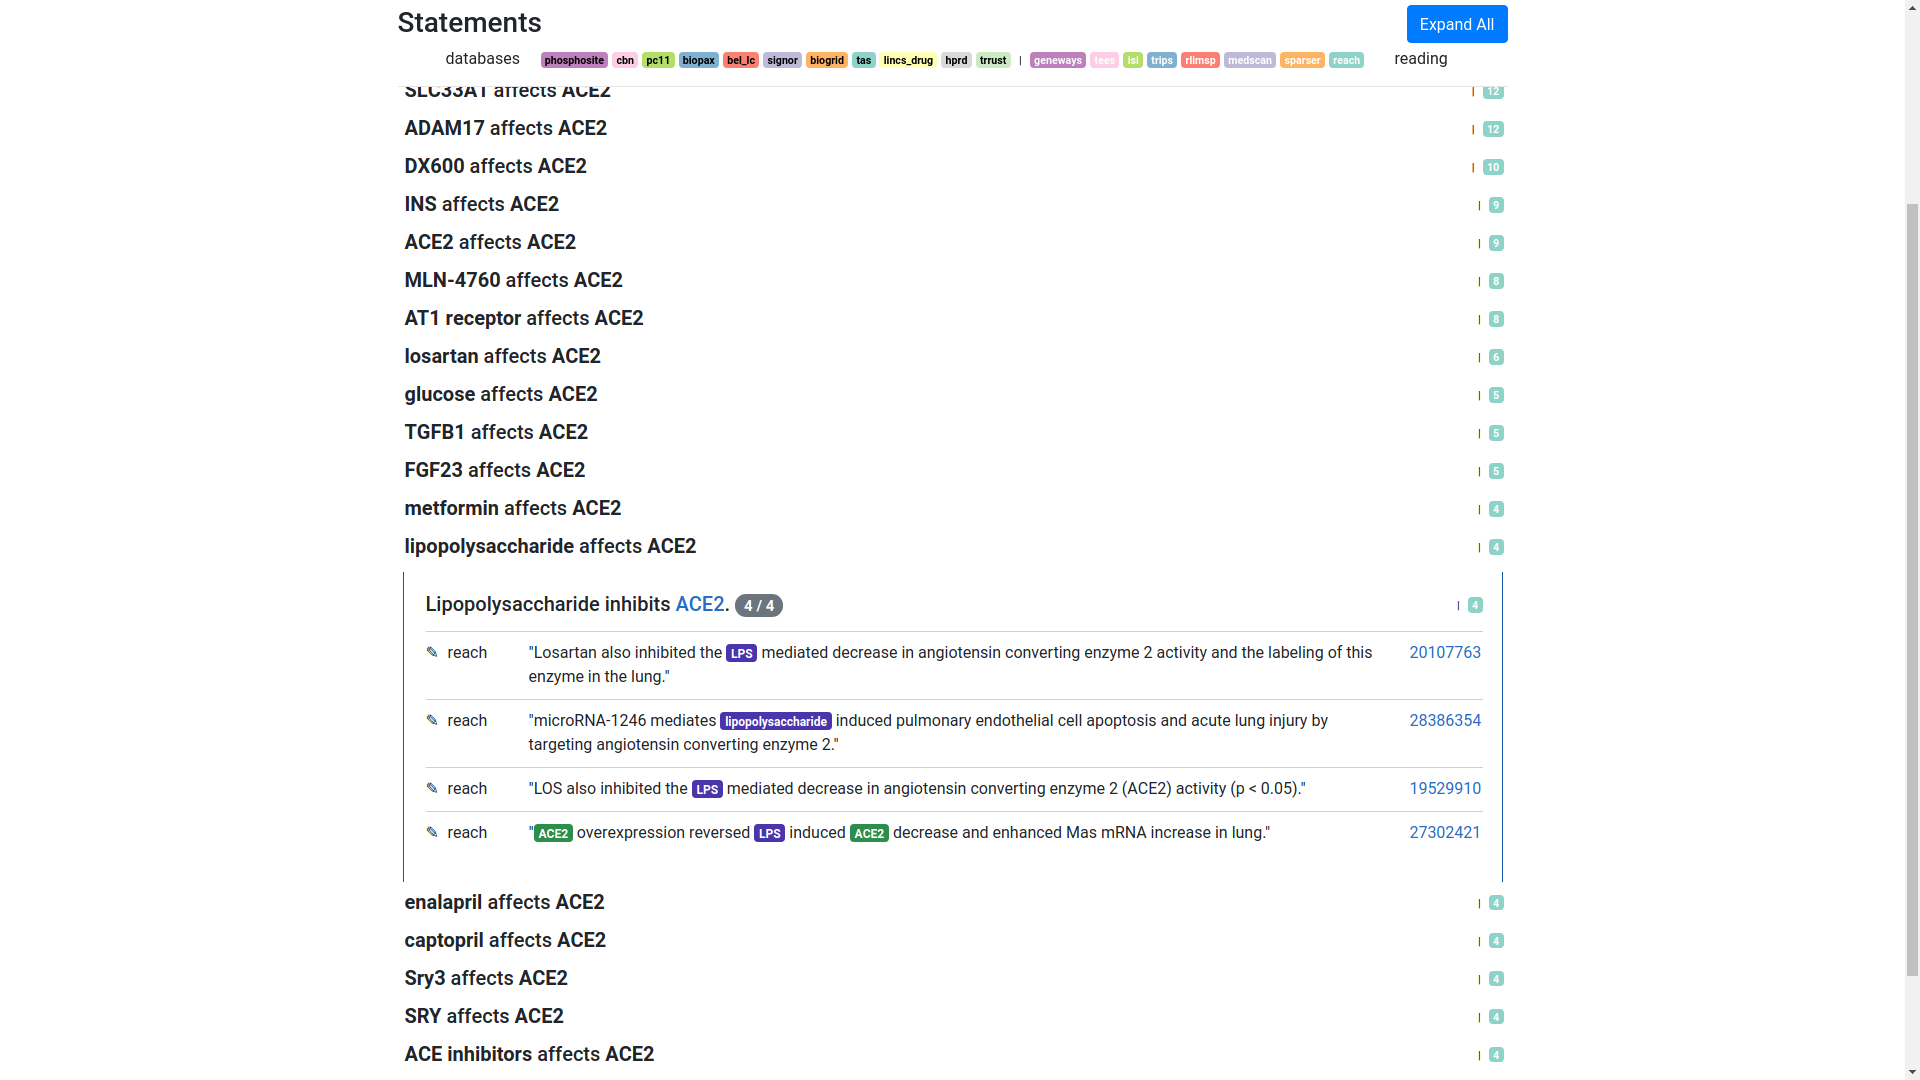 Statements
Expand All
databases phosphosite cbn pc11 biopax bel_lc signor biogrid tas lincs_drug hprd trrust | geneways tees isi trips rlimsp medscan sparser reach reading
SLC33A1 affects ACE2 | 12
ADAM17 affects ACE2 | 12
DX600 affects ACE2 | 10
INS affects ACE2 | 9
ACE2 affects ACE2 | 9
MLN-4760 affects ACE2 | 8
AT1 receptor affects ACE2 | 8
losartan affects ACE2 | 6
glucose affects ACE2 | 5
TGFB1 affects ACE2 | 5
FGF23 affects ACE2 | 5
metformin affects ACE2 | 4
lipopolysaccharide affects ACE2 | 4
Lipopolysaccharide inhibits ACE2. 4 / 4 | 4
✎ reach "Losartan also inhibited the LPS mediated decrease in angiotensin converting enzyme 2 activity and the labeling of this 20107763
enzyme in the lung."
✎ reach "microRNA-1246 mediates lipopolysaccharide induced pulmonary endothelial cell apoptosis and acute lung injury by 28386354
targeting angiotensin converting enzyme 2."
✎ reach "LOS also inhibited the LPS mediated decrease in angiotensin converting enzyme 2 (ACE2) activity (p < 0.05)." 19529910
✎ reach "ACE2 overexpression reversed LPS induced ACE2 decrease and enhanced Mas mRNA increase in lung." 27302421
enalapril affects ACE2 | 4
captopril affects ACE2 | 4
Sry3 affects ACE2 | 4
SRY affects ACE2 | 4
ACE inhibitors affects ACE2 | 4